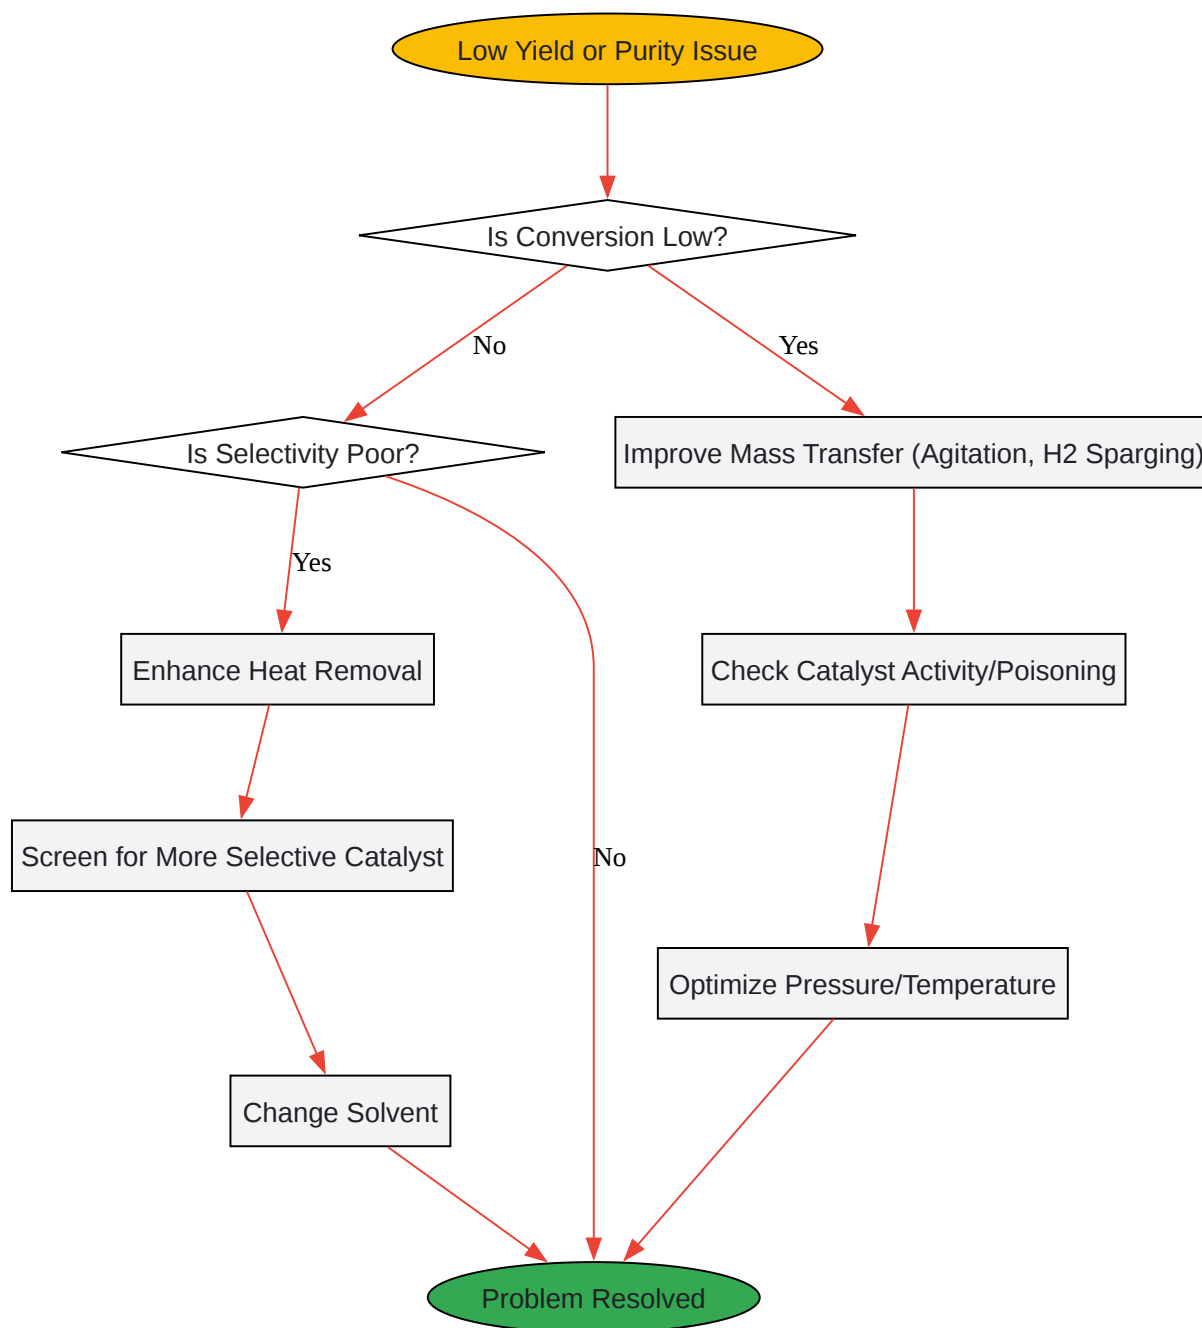 Low Yield or Purity Issue
Is Conversion Low?
No
Yes
Is Selectivity Poor?
Improve Mass Transfer (Agitation, H2 Sparging)
Yes
Enhance Heat Removal
Check Catalyst Activity/Poisoning
Screen for More Selective Catalyst
No
Optimize Pressure/Temperature
Change Solvent
Problem Resolved